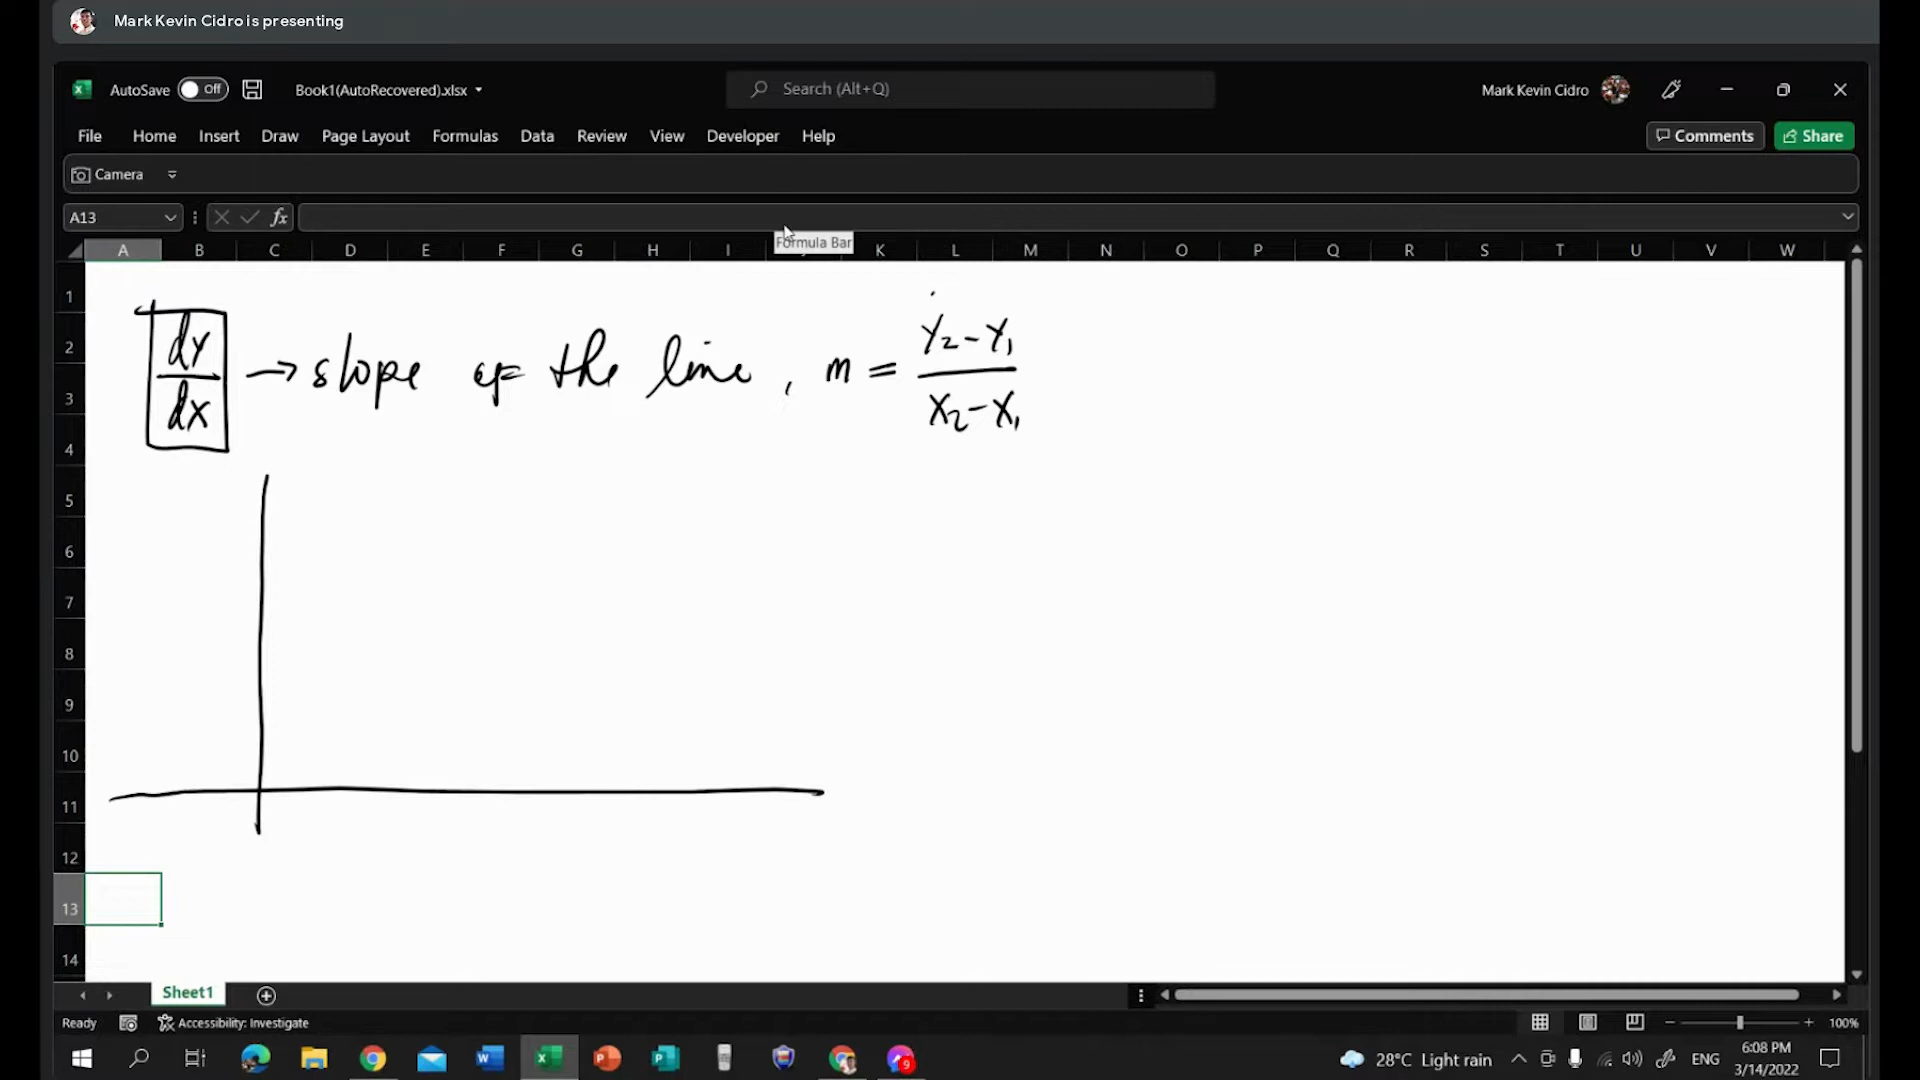 Mark Kevin Cidro is presenting
AutoSave Off Book1(AutoRecovered).xlsx Search (Alt+Q) Mark Kevin Cidro
File Home Insert Draw Page Layout Formulas Data Review View Developer Help Comments Share
Camera
A13 fx
Formula Bar
A B C D E F G H I J K L M N O P Q R S T U V W
1
2
3
4
5
6
7
8
9
10
11
12
13
14
dy/dx → slope of the line, m = y₂-y₁/x₂-x₁
Sheet1
Ready Accessibility: Investigate 100%
28°C Light rain ENG 6:08 PM
3/14/2022
9